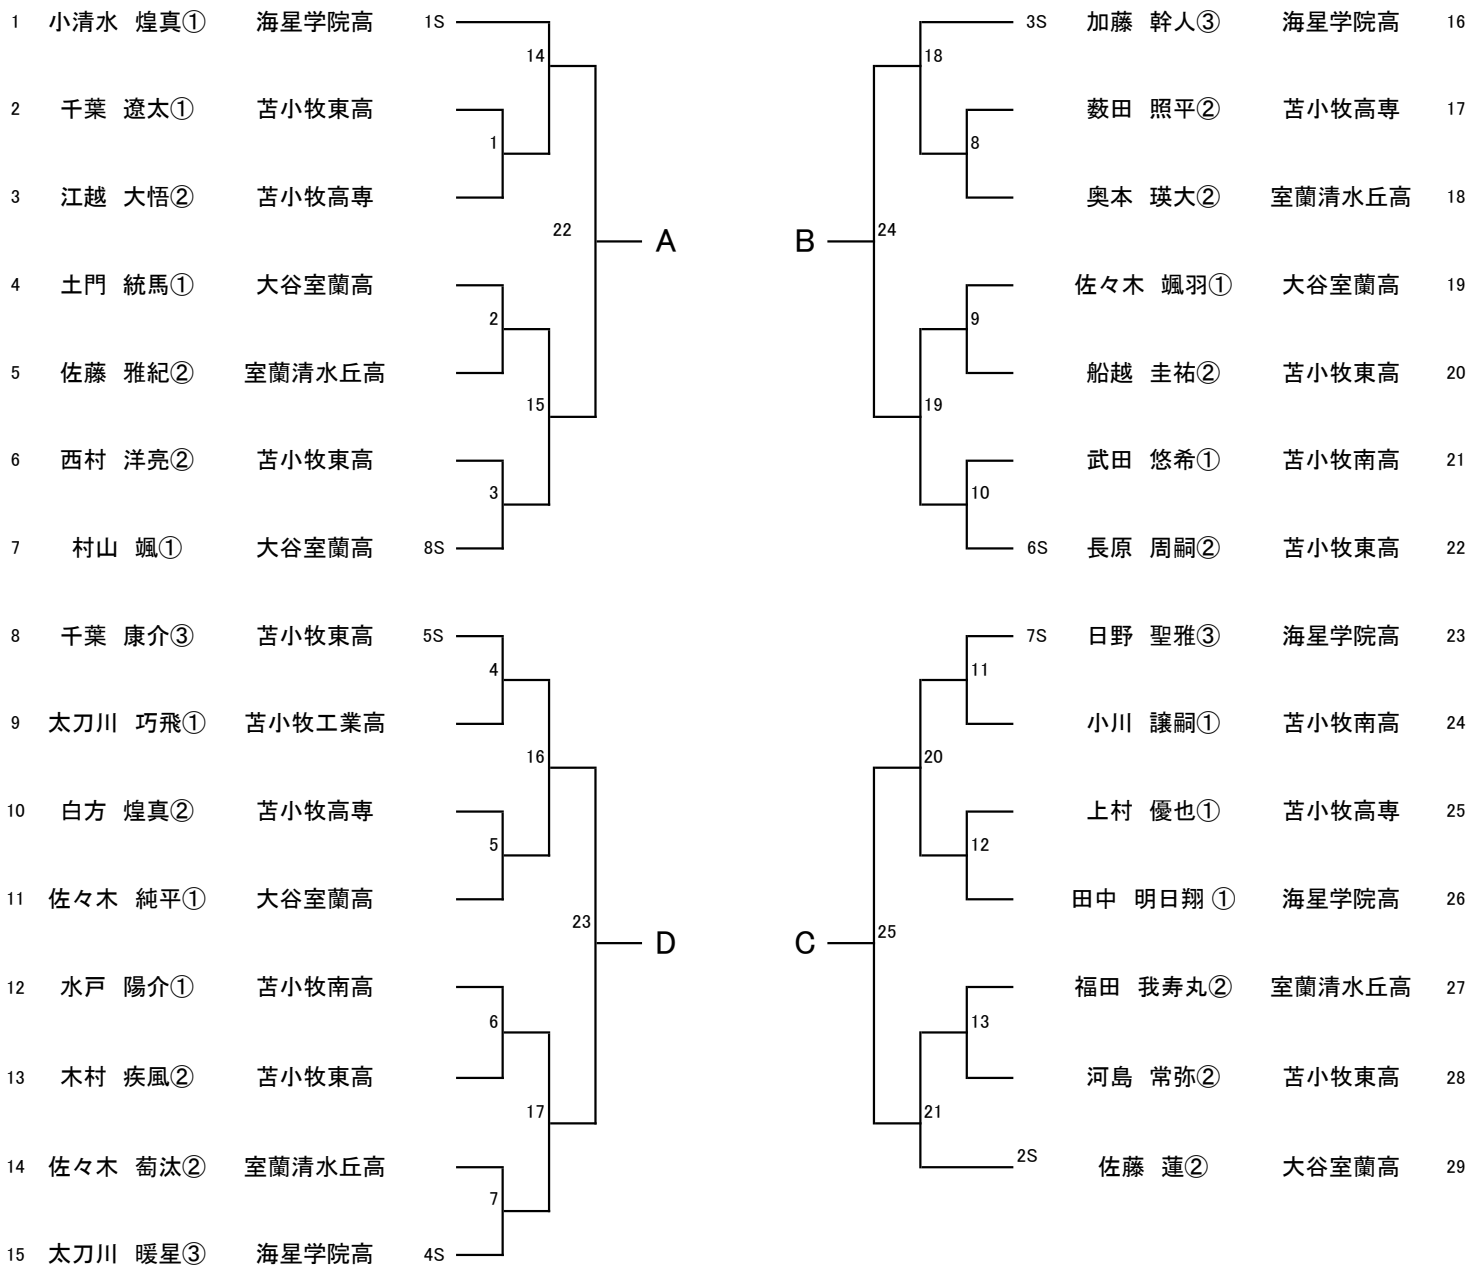 1 小清水 煌真① 海星学院高 1S 3S 加藤 幹人③ 海星学院高 16
14 18
2 千葉 遼太① 苫小牧東高 薮田 照平② 苫小牧高専 17
1 8
3 江越 大悟② 苫小牧高専 奥本 瑛大② 室蘭清水丘高 18
22 A B 24
4 土門 統馬① 大谷室蘭高 佐々木 颯羽① 大谷室蘭高 19
2 9
5 佐藤 雅紀② 室蘭清水丘高 船越 圭祐② 苫小牧東高 20
15 19
6 西村 洋亮② 苫小牧東高 武田 悠希① 苫小牧南高 21
3 10
7 村山 颯① 大谷室蘭高 8S 6S 長原 周嗣② 苫小牧東高 22
8 千葉 康介③ 苫小牧東高 5S 7S 日野 聖雅③ 海星学院高 23
4 11
9 太刀川 巧飛① 苫小牧工業高 小川 譲嗣① 苫小牧南高 24
16 20
10 白方 煌真② 苫小牧高専 上村 優也① 苫小牧高専 25
5 12
11 佐々木 純平① 大谷室蘭高 田中 明日翔 ① 海星学院高 26
23 D C 25
12 水戸 陽介① 苫小牧南高 福田 我寿丸② 室蘭清水丘高 27
6 13
13 木村 疾風② 苫小牧東高 河島 常弥② 苫小牧東高 28
17 21
14 佐々木 萄汰② 室蘭清水丘高 2S 佐藤 蓮② 大谷室蘭高 29
7
15 太刀川 暖星③ 海星学院高 4S